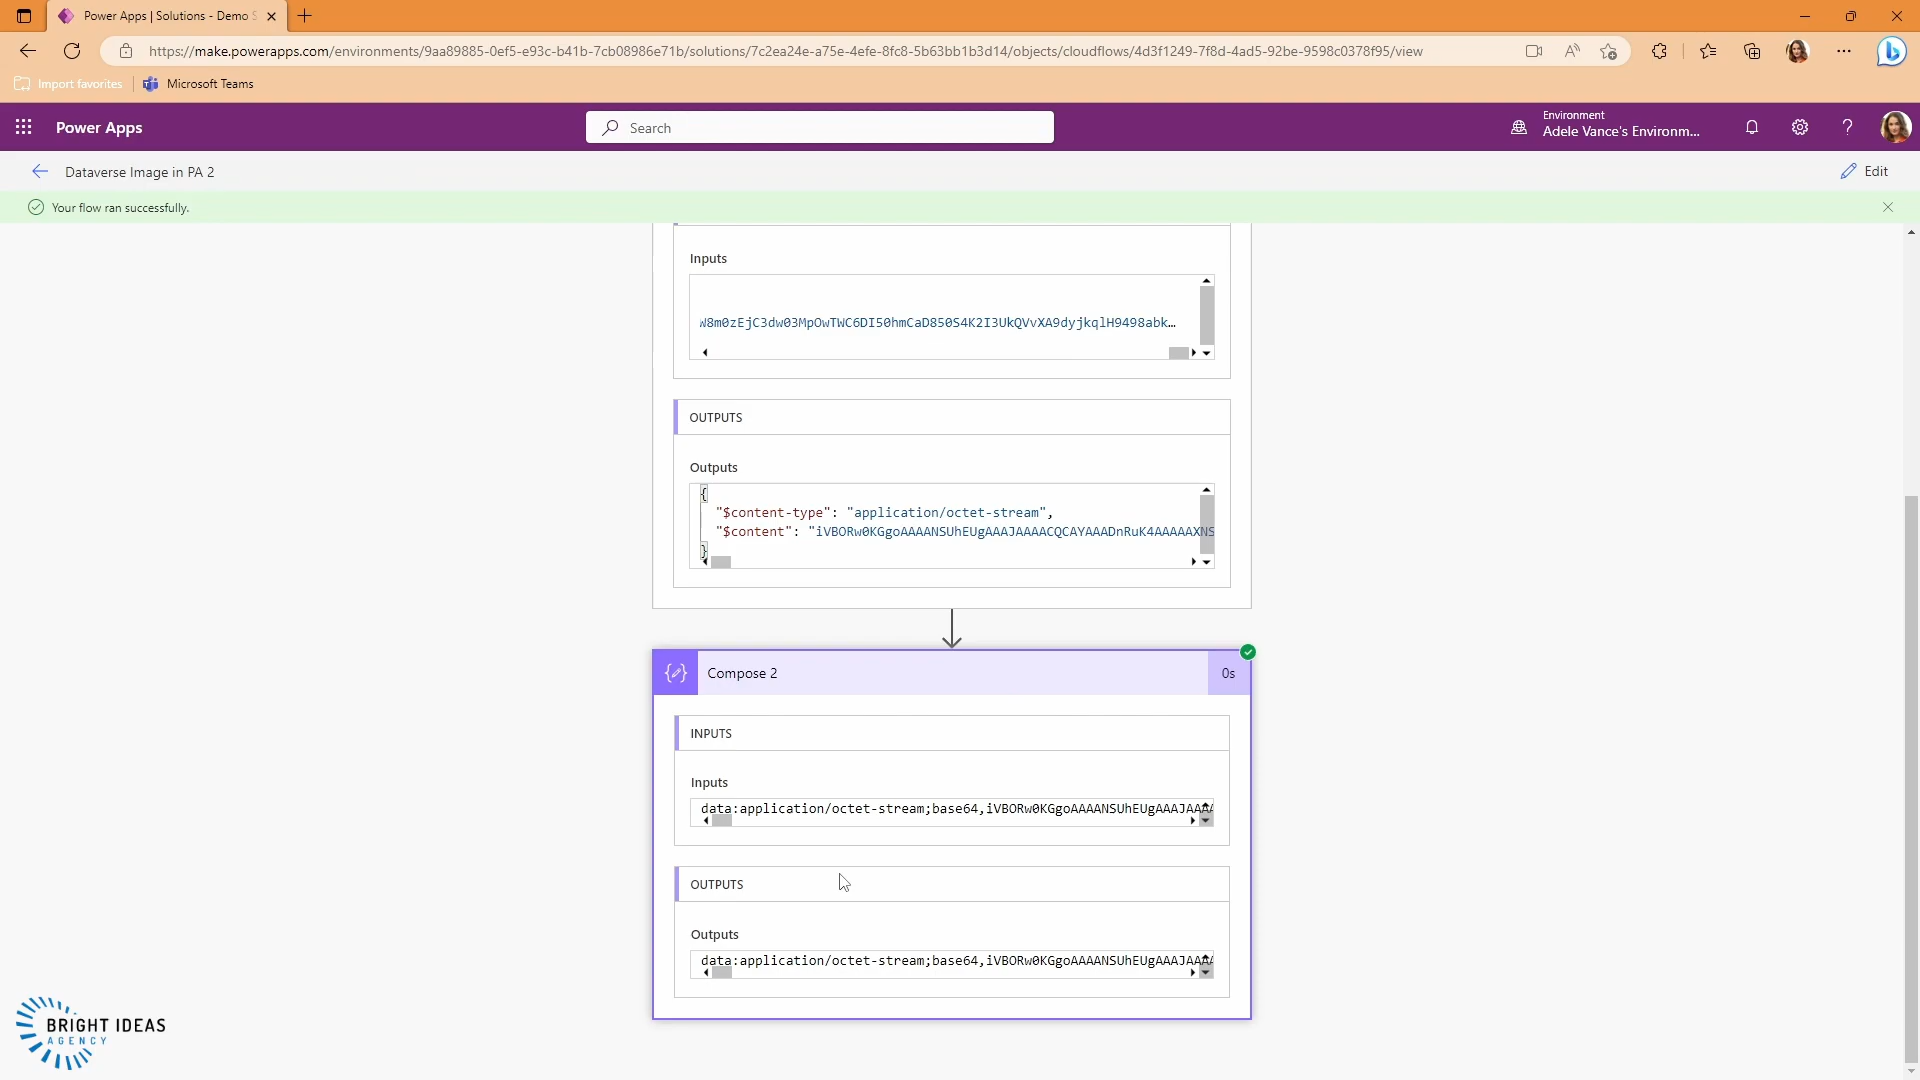 Power Apps | Solutions - Demo S
https://make.powerapps.com/environments/9aa89885-0ef5-e93c-b41b-7cb08986e71b/solutions/7c2ea24e-a75e-4efe-8fc8-5b63bb1b3d14/objects/cloudflows/4d3f1249-7f8d-4ad5-92be-9598c0378f95/view
Import favorites
Microsoft Teams
Power Apps
Search
Environment
Adele Vance's Environm...
Dataverse Image in PA 2
Edit
Your flow ran successfully.
Inputs
W8m0zEjC3dw03MpOwTWC6DI50hmCaD850S4K2I3UkQVvXA9dyjkqlH9498abk…
OUTPUTS
Outputs
{
"$content-type": "application/octet-stream",
"$content": "iVBORw0KGgoAAAANSUhEUgAAAJAAAACQCAYAAADnRuK4AAAAAXNS
}
Compose 2
0s
INPUTS
Inputs
data:application/octet-stream;base64,iVBORw0KGgoAAAANSUhEUgAAAJAAAA
OUTPUTS
Outputs
data:application/octet-stream;base64,iVBORw0KGgoAAAANSUhEUgAAAJAAAA
BRIGHT IDEAS
AGENCY